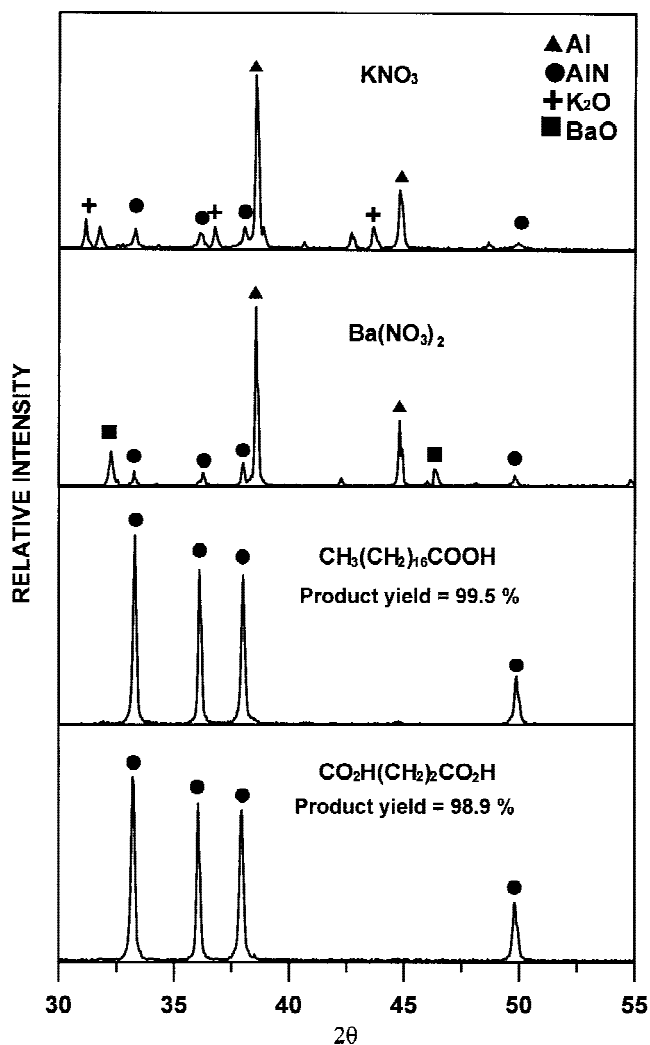 KNO₃
Al
AlN
K₂O
BaO
Ba(NO₃)₂
RELATIVE INTENSITY
CH₃(CH₂)₁₆COOH
Product yield = 99.5 %
CO₂H(CH₂)₂CO₂H
Product yield = 98.9 %
30 35 40 45 50 55
2θ